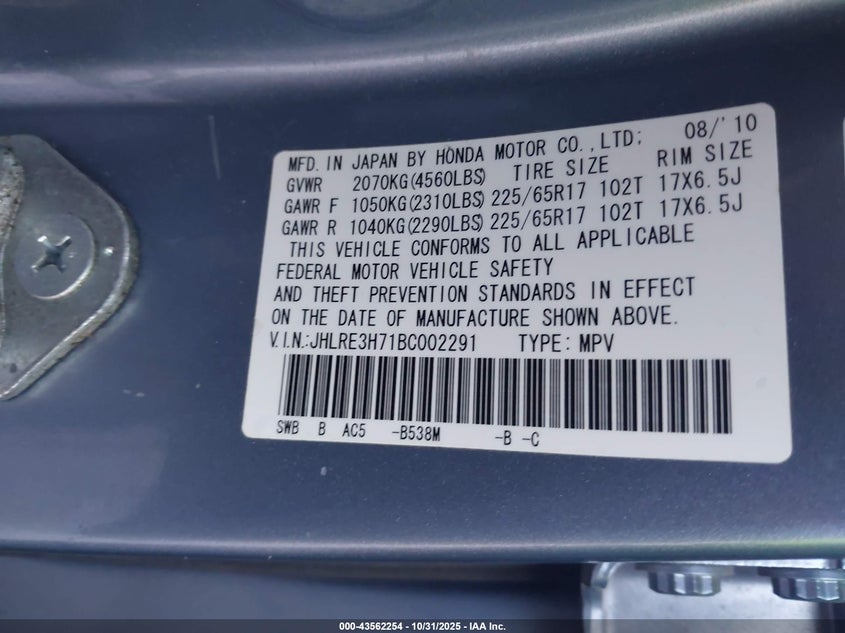 MFD. IN JAPAN BY HONDA MOTOR CO.,LTD; 08/'10
GVWR 2070KG(4560LBS) TIRE SIZE RIM SIZE
GAWR F 1050KG(2310LBS) 225/65R17 102T 17X6.5J
GAWR R 1040KG(2290LBS) 225/65R17 102T 17X6.5J
THIS VEHICLE CONFORMS TO ALL APPLICABLE
FEDERAL MOTOR VEHICLE SAFETY
AND THEFT PREVENTION STANDARDS IN EFFECT
ON THE DATE OF MANUFACTURE SHOWN ABOVE.
V.I.N.:JHLRE3H71BC002291 TYPE: MPV
SWB B AC5 -B538M -B -C
000-43562254 - 10/31/2025 - IAA Inc.